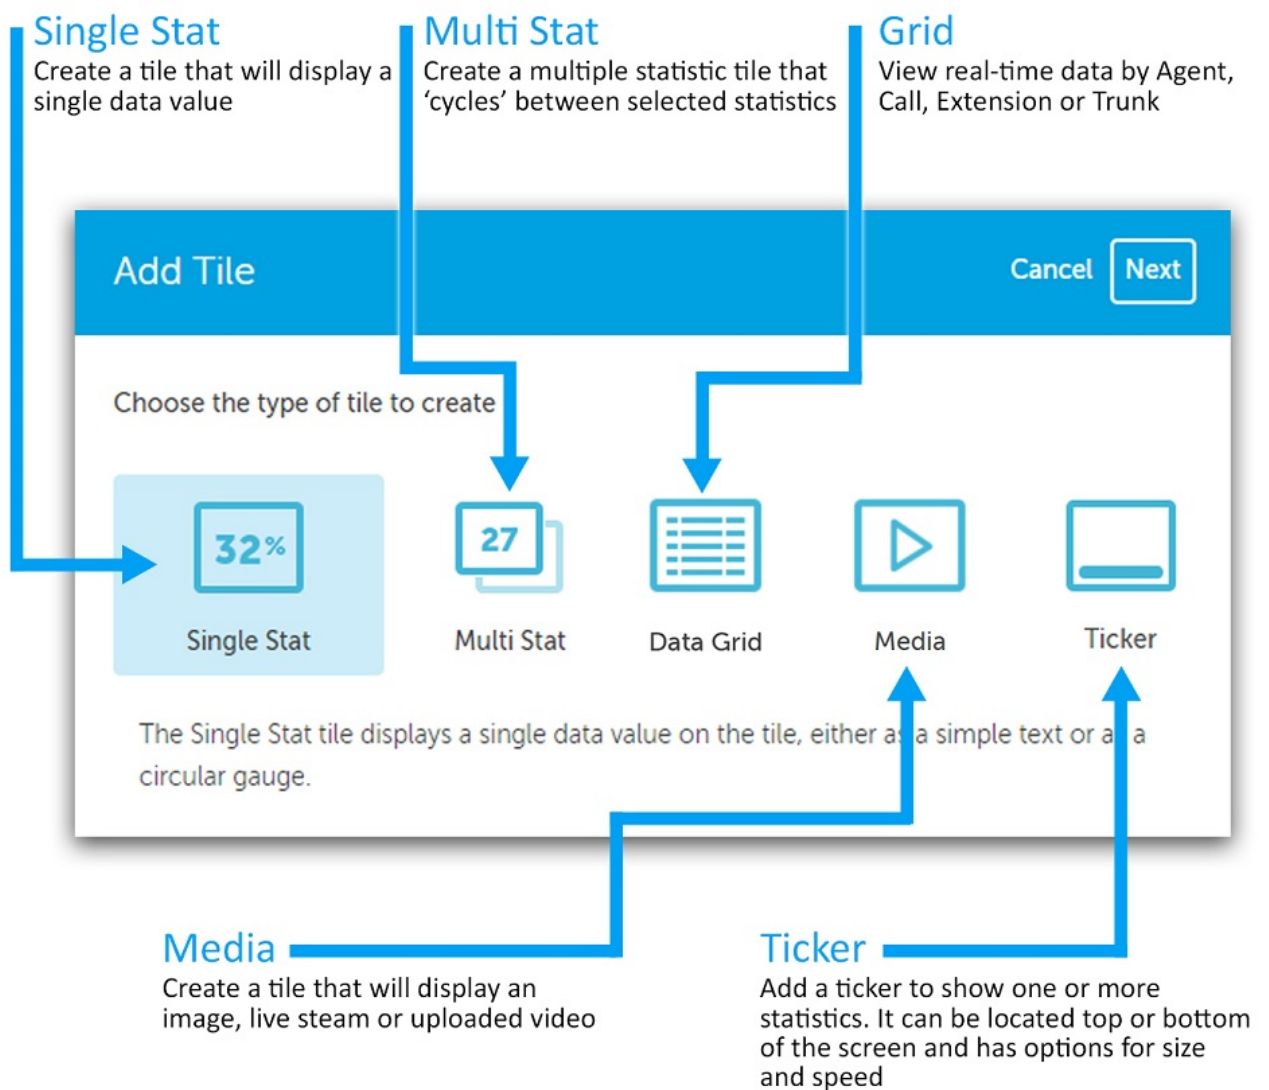 Single Stat
Create a tile that will display a
single data value
Multi Stat
Create a multiple statistic tile that
‘cycles’ between selected statistics
Grid
View real-time data by Agent,
Call, Extension or Trunk
Add Tile
Cancel
Next
Choose the type of tile to create
32%
27
Single Stat
Multi Stat
Data Grid
Media
Ticker
The Single Stat tile displays a single data value on the tile, either as a simple text or as a
circular gauge.
Media
Create a tile that will display an
image, live steam or uploaded video
Ticker
Add a ticker to show one or more
statistics. It can be located top or bottom
of the screen and has options for size
and speed